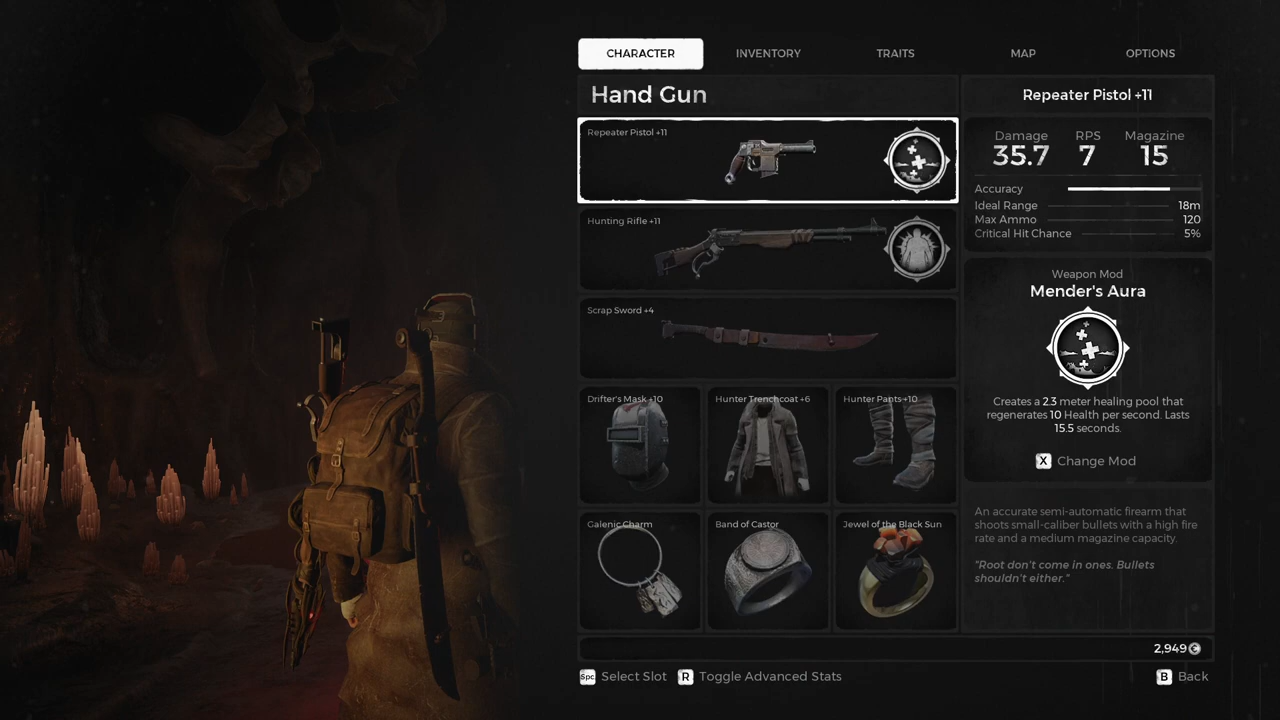 CHARACTER
INVENTORY
TRAITS
MAP
OPTIONS
Hand Gun
Repeater Pistol +11
Hunting Rifle +11
Scrap Sword +4
Drifter's Mask +10
Hunter Trenchcoat +6
Hunter Pants +10
Galenic Charm
Band of Castor
Jewel of the Black Sun
Repeater Pistol +11
Damage RPS Magazine
35.7 7 15
Accuracy
Ideal Range 18m
Max Ammo 120
Critical Hit Chance 5%
Weapon Mod
Mender's Aura
Creates a 2.3 meter healing pool that
regenerates 10 Health per second. Lasts
15.5 seconds.
X Change Mod
An accurate semi-automatic firearm that
shoots small-caliber bullets with a high fire
rate and a medium magazine capacity.
"Root don't come in ones. Bullets
shouldn't either."
2,949
Spc Select Slot R Toggle Advanced Stats B Back